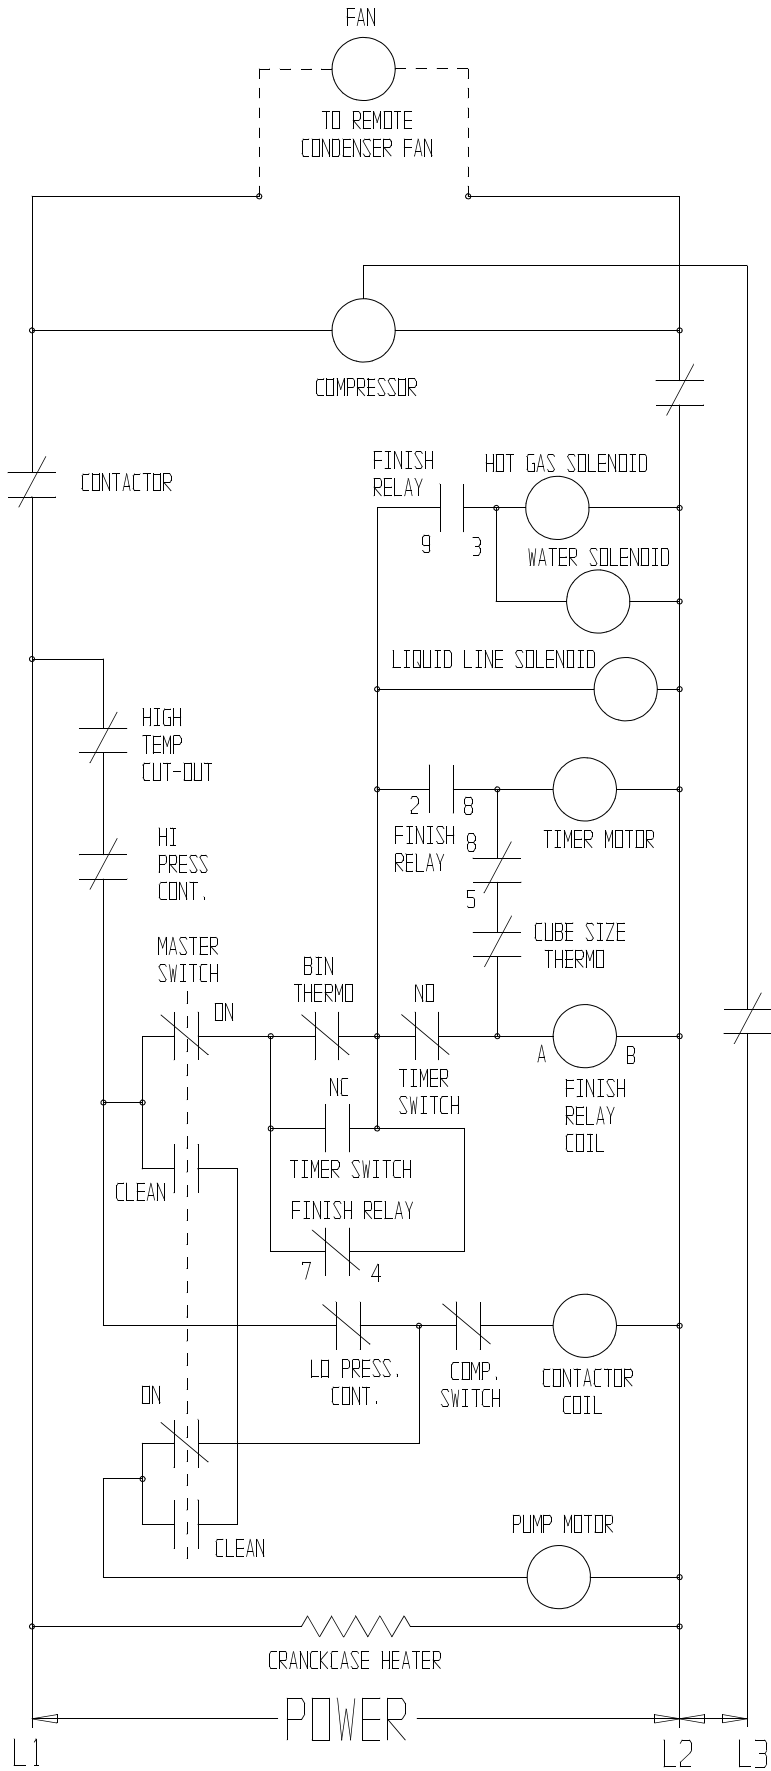 FAN
TO REMOTE
CONDENSER FAN
COMPRESSOR
CONTACTOR
FINISH
RELAY
HOT GAS SOLENOID
9
3
WATER SOLENOID
LIQUID LINE SOLENOID
HIGH
TEMP
CUT-OUT
2
8
FINISH
RELAY
TIMER MOTOR
8
5
HI
PRESS
CONT.
CUBE SIZE
THERMO
MASTER
SWITCH
ON
BIN
THERMO
NO
TIMER
SWITCH
A
B
FINISH
RELAY
COIL
NC
TIMER SWITCH
CLEAN
FINISH RELAY
7
4
LO PRESS.
CONT.
COMP.
SWITCH
CONTACTOR
COIL
ON
CLEAN
PUMP MOTOR
CRANCKCASE HEATER
POWER
L1
L2
L3